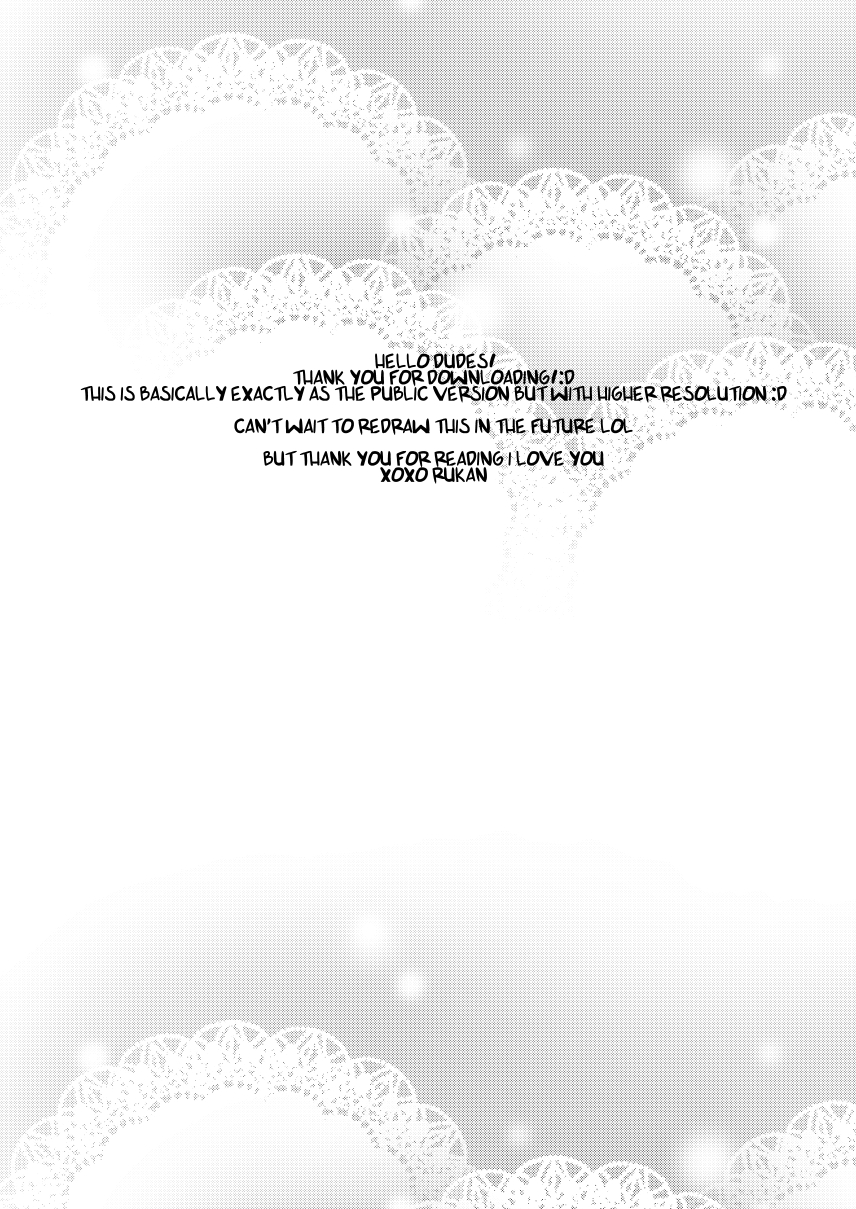 HELLO DUDES!
THANK YOU FOR DOWNLOADING! :D
THIS IS BASICALLY EXACTLY AS THE PUBLIC VERSION BUT WITH HIGHER RESOLUTION :D
CAN'T WAIT TO REDRAW THIS IN THE FUTURE LOL
BUT THANK YOU FOR READING I LOVE YOU
XOXO RUKAN